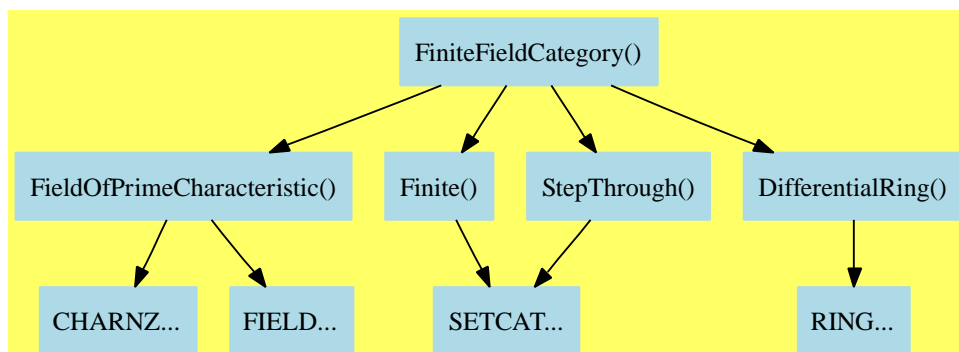 FiniteFieldCategory()
FieldOfPrimeCharacteristic()
Finite()
StepThrough()
DifferentialRing()
CHARNZ...
FIELD...
SETCAT...
RING...